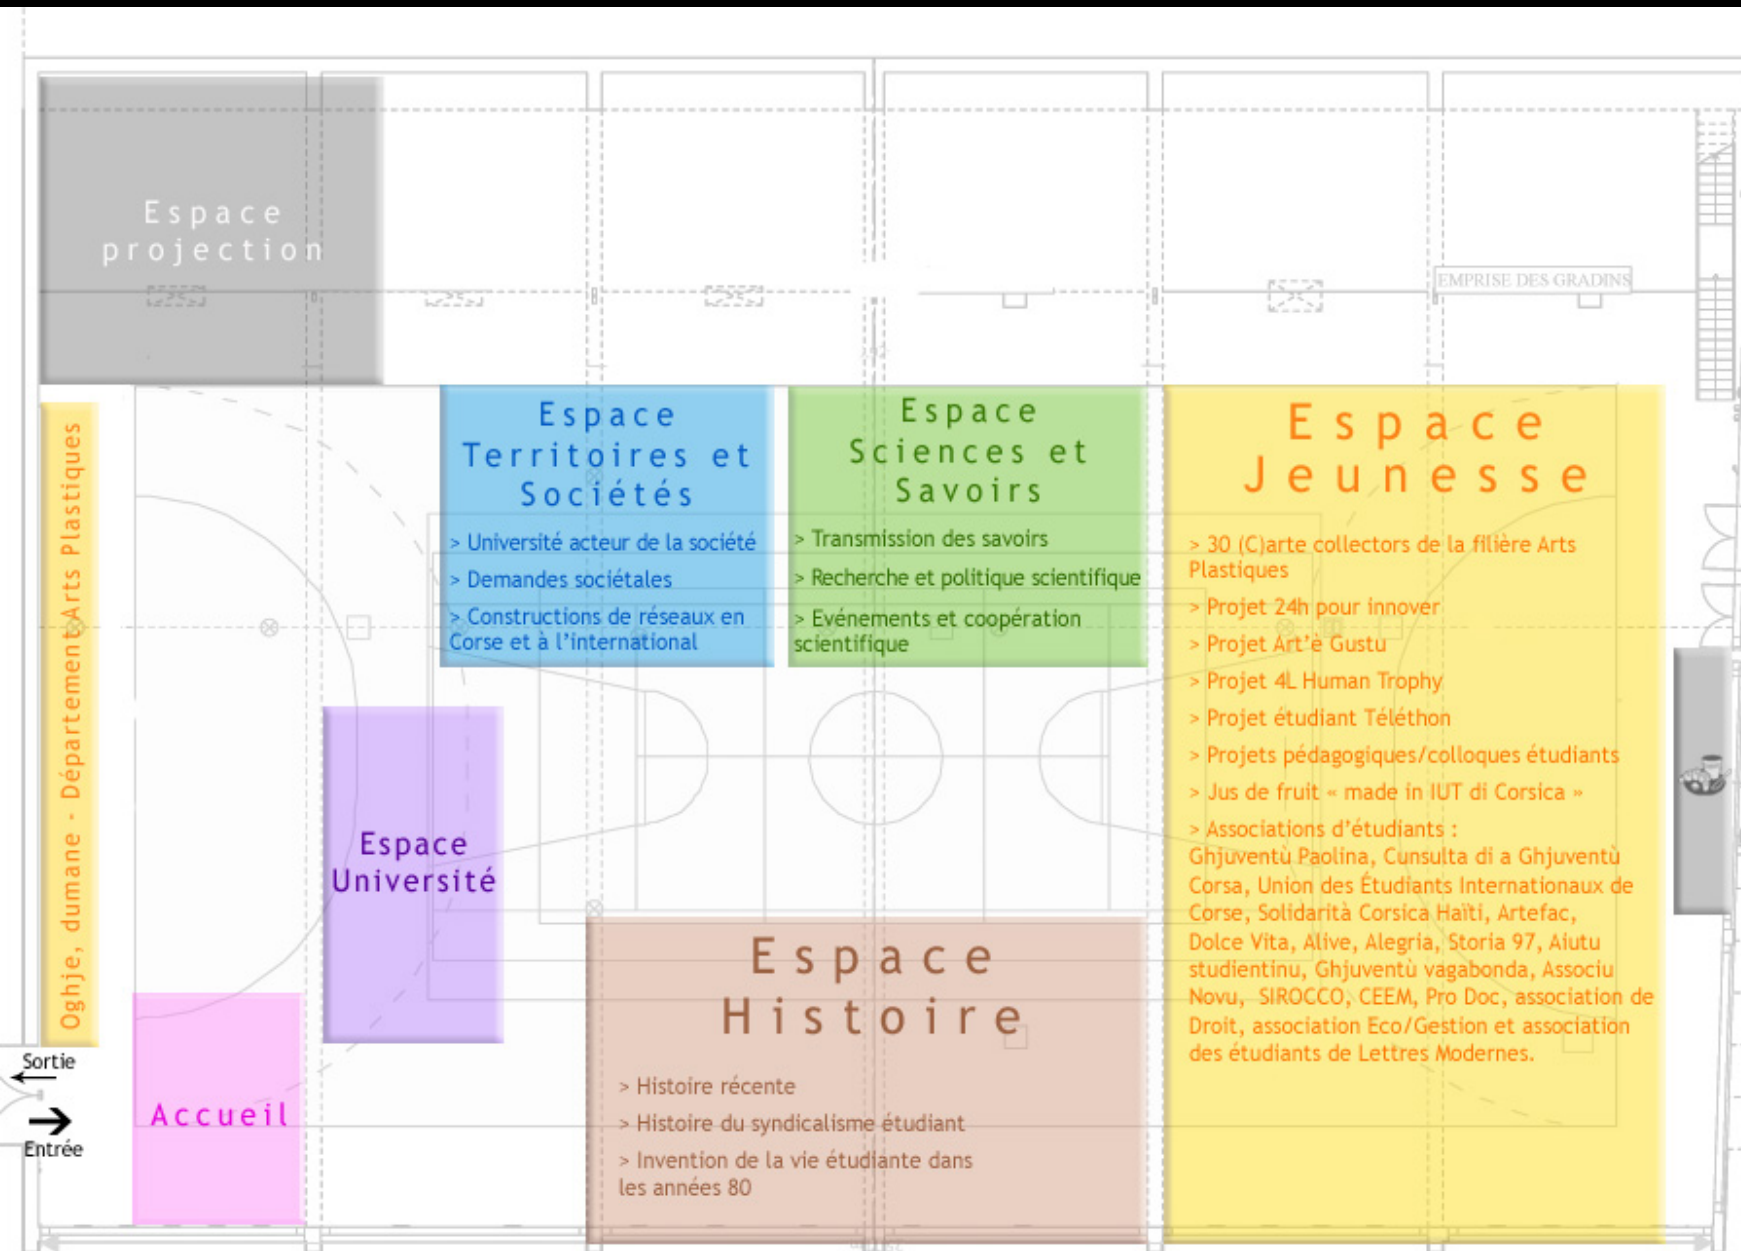 Espace
projection
EMPRISE DES GRADINS
Oghje, dumane - Département Arts Plastiques
Espace
Territoires et
Sociétés
> Université acteur de la société
> Demandes sociétales
> Constructions de réseaux en
Corse et à l'international
Espace
Sciences et
Savoirs
> Transmission des savoirs
> Recherche et politique scientifique
> Evénements et coopération
scientifique
Espace
Jeunesse
> 30 (C)arte collectors de la filière Arts
Plastiques
> Projet 24h pour innover
> Projet Art'è Gustu
> Projet 4L Human Trophy
> Projet étudiant Téléthon
> Projets pédagogiques/colloques étudiants
> Jus de fruit « made in IUT di Corsica »
> Associations d'étudiants :
Ghjuventù Paolina, Cunsulta di a Ghjuventù
Corsa, Union des Étudiants Internationaux de
Corse, Solidarità Corsica Haïti, Artefac,
Dolce Vita, Alive, Alegria, Storia 97, Aiutu
studientinu, Ghjuventù vagabonda, Associu
Novu, SIROCCO, CEEM, Pro Doc, association de
Droit, association Eco/Gestion et association
des étudiants de Lettres Modernes.
Espace
Université
Espace
Histoire
> Histoire récente
> Histoire du syndicalisme étudiant
> Invention de la vie étudiante dans
les années 80
Accueil
Sortie
Entrée